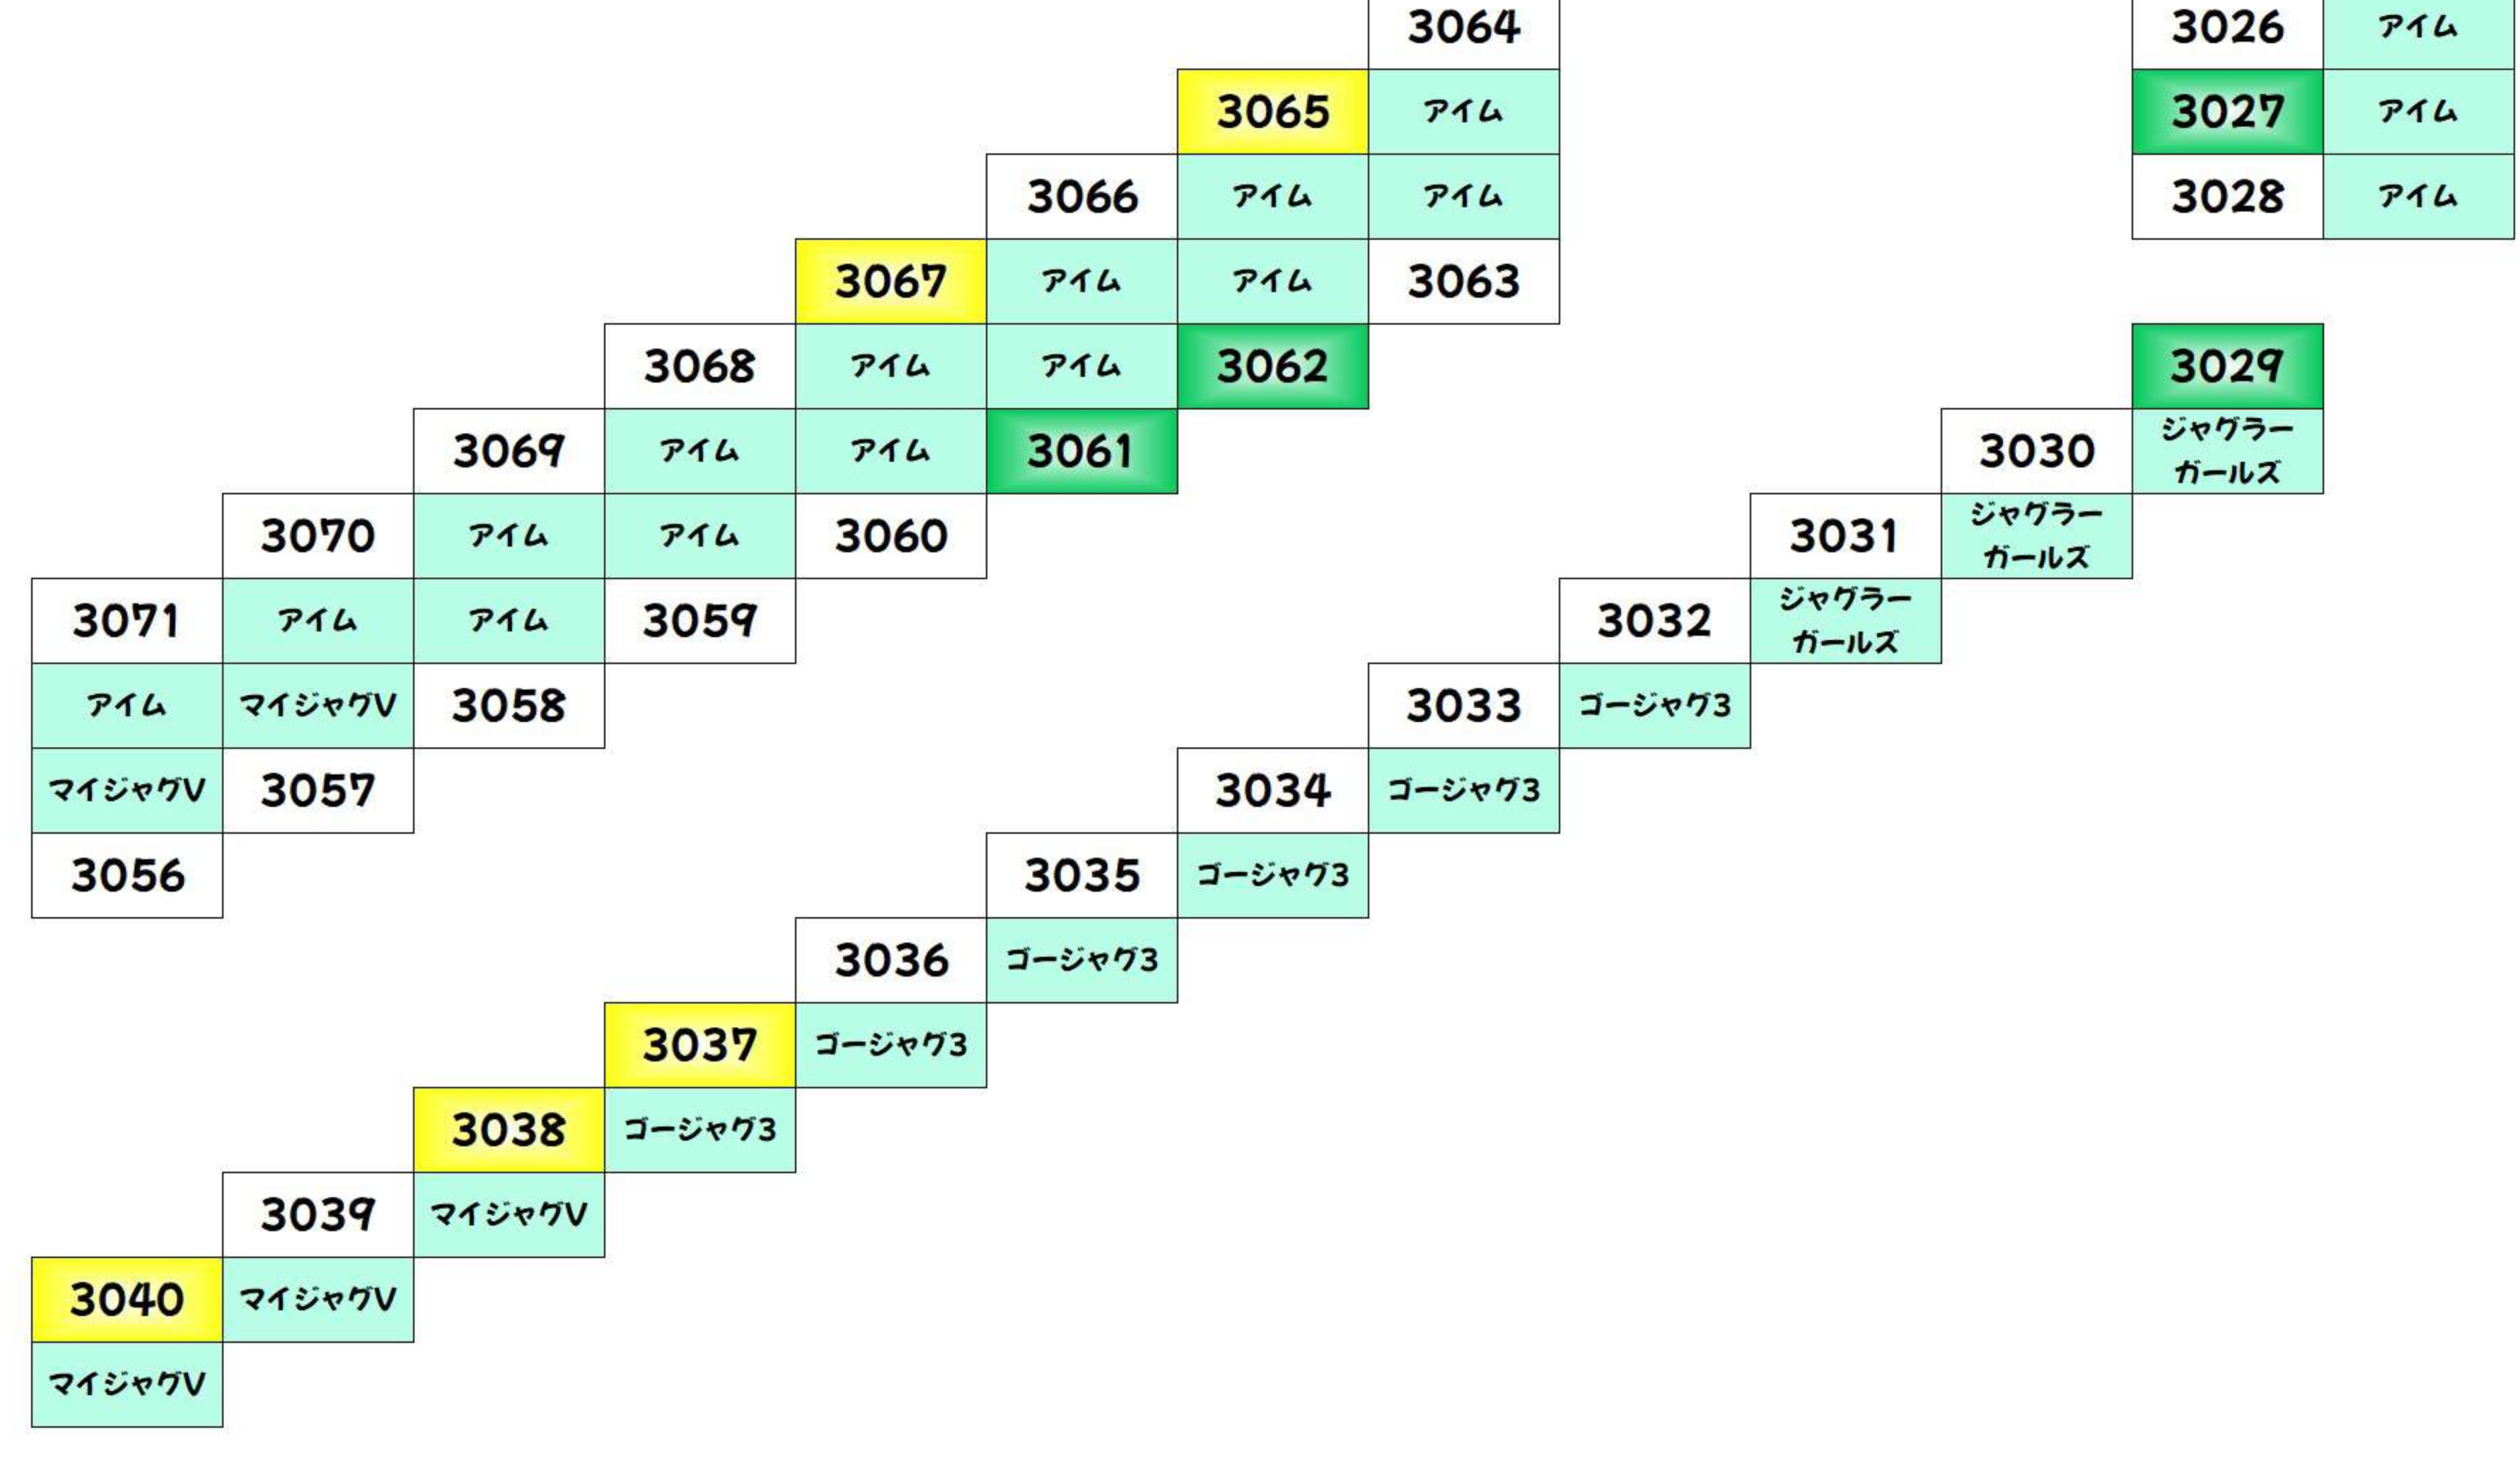 3064 3026 アイム
3065 アイム 3027 アイム
3066 アイム アイム 3028 アイム
3067 アイム アイム 3063
3068 アイム アイム 3062 3029
3069 アイム アイム 3061 3030 ジャグラー
ガールズ
3070 アイム アイム 3060 3031 ジャグラー
ガールズ
3071 アイム アイム 3059 3032 ジャグラー
ガールズ
アイム マイジャグV 3058 3033 ゴージャグ3
マイジャグV 3057 3034 ゴージャグ3
3056 3035 ゴージャグ3
3036 ゴージャグ3
3037 ゴージャグ3
3038 ゴージャグ3
3039 マイジャグV
3040 マイジャグV
マイジャグV